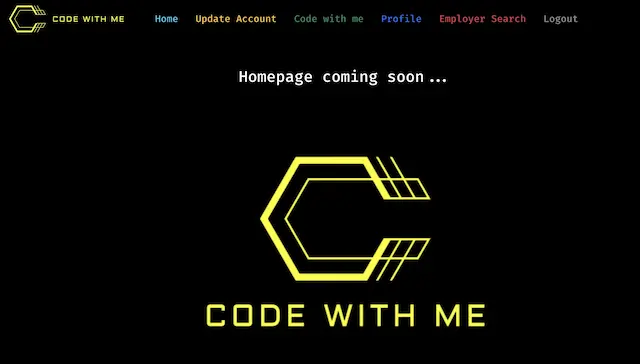 CODE WITH ME Home Update Account Code with me Profile Employer Search Logout
Homepage coming soon...
CODE WITH ME